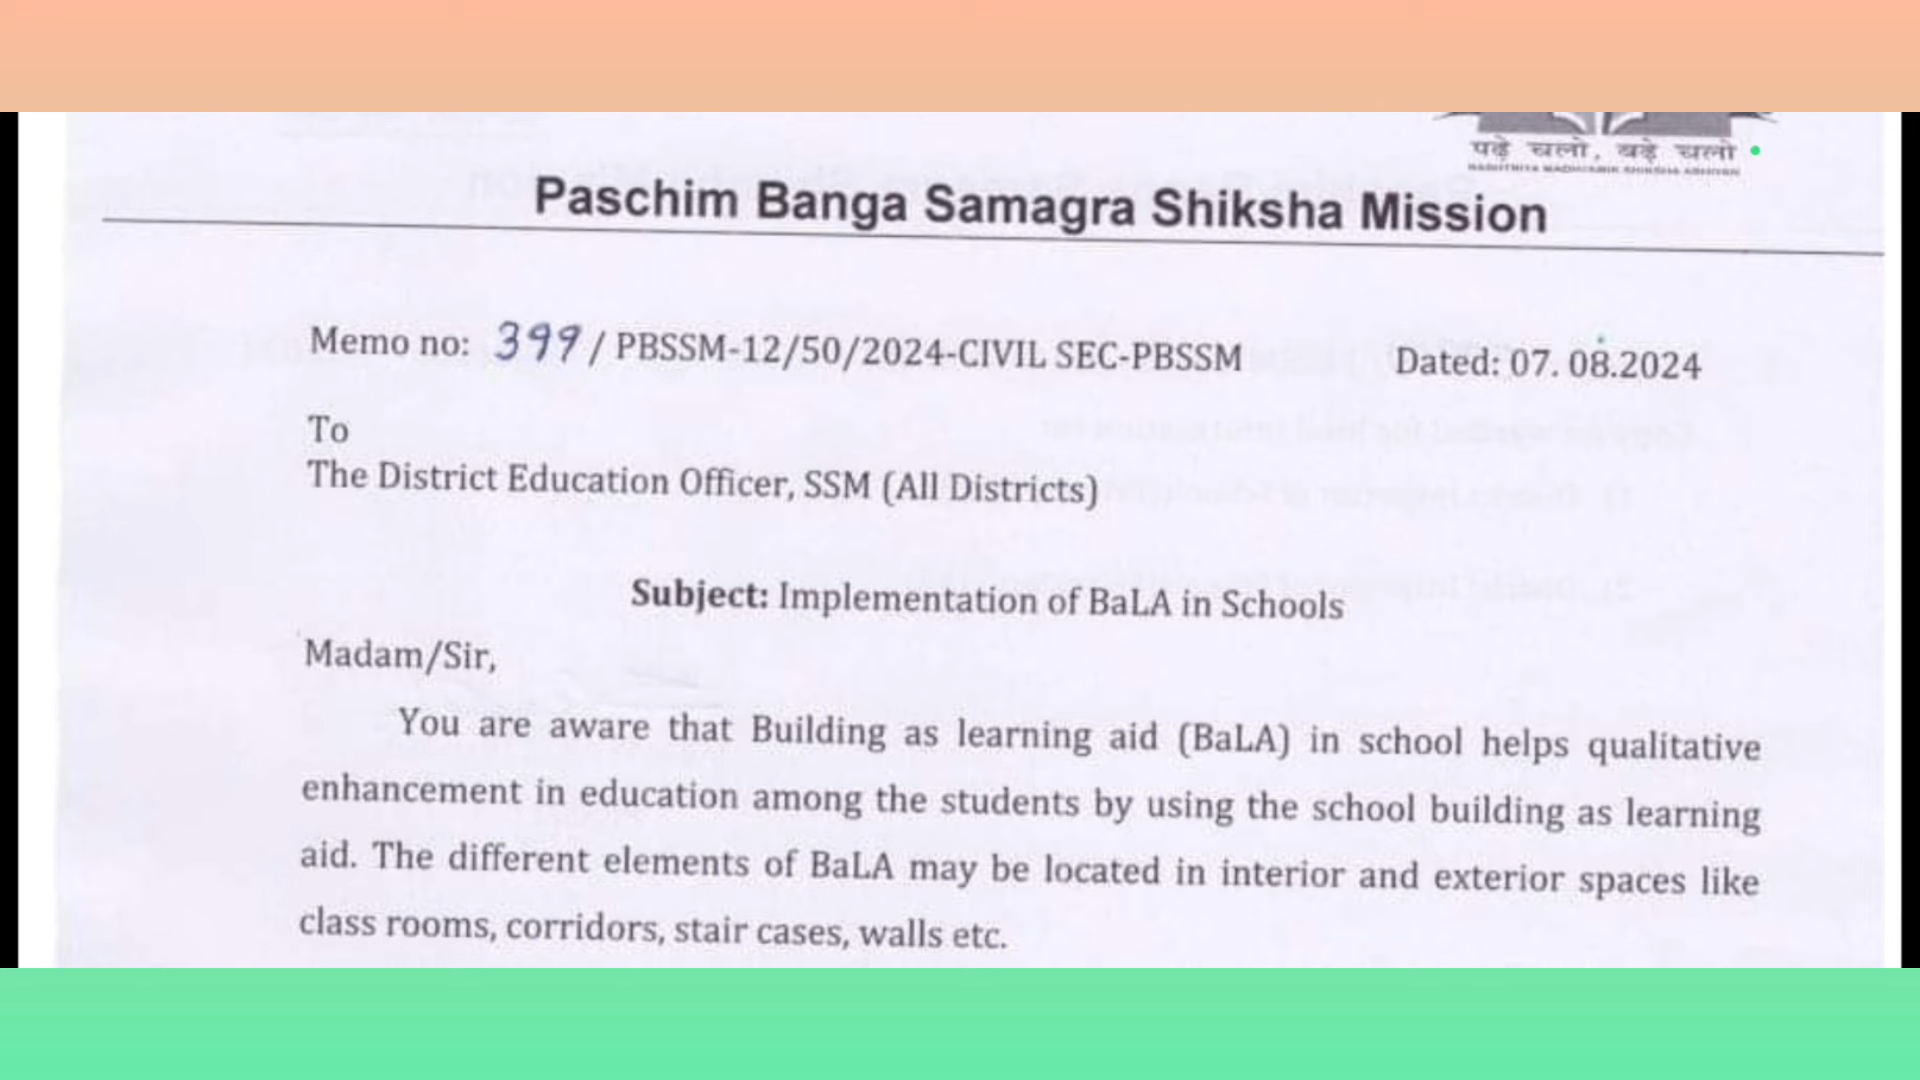 पढ़े चलो, बढ़े चलो
RASHTRIYA MADHYAMIK SHIKSHA ABHIYAN
Paschim Banga Samagra Shiksha Mission
Memo no: 399 / PBSSM-12/50/2024-CIVIL SEC-PBSSM Dated: 07. 08.2024
To
The District Education Officer, SSM (All Districts)
Subject: Implementation of BaLA in Schools
Madam/Sir,
You are aware that Building as learning aid (BaLA) in school helps qualitative
enhancement in education among the students by using the school building as learning
aid. The different elements of BaLA may be located in interior and exterior spaces like
class rooms, corridors, stair cases, walls etc.